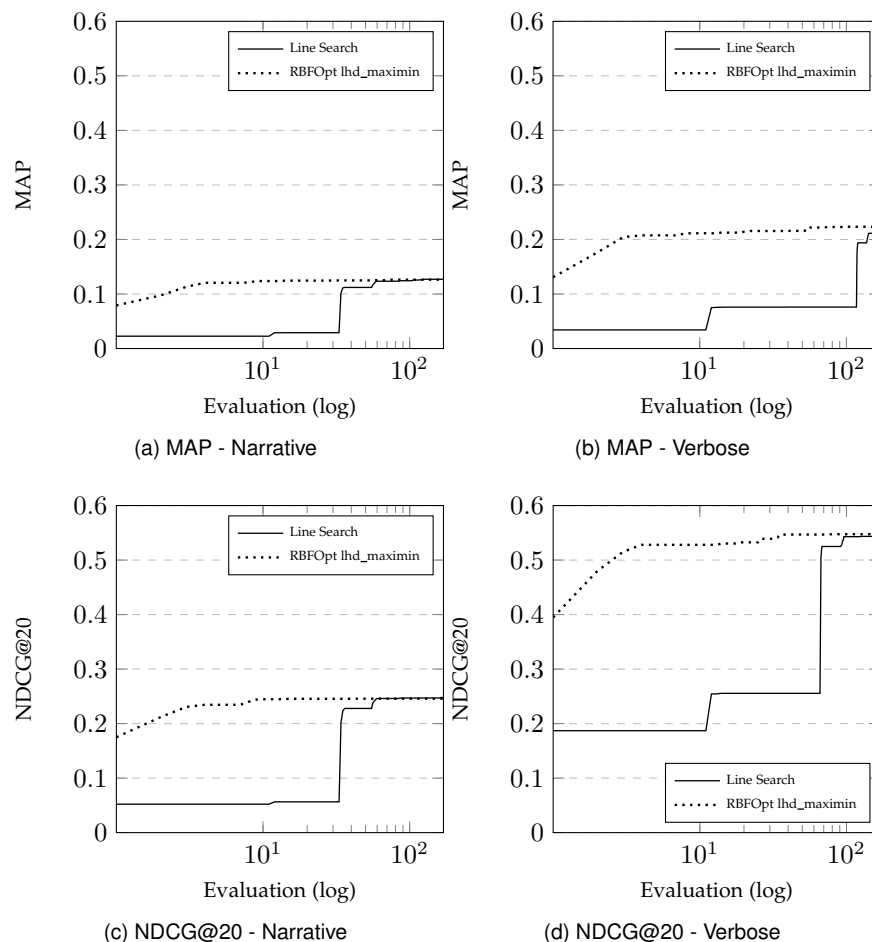 0.6
0.5
0.4
0.3
0.2
0.1
0
MAP
Line Search
RBFOpt lhd_maximin
10^1
10^2
Evaluation (log)
(a) MAP - Narrative
0.6
0.5
0.4
0.3
0.2
0.1
0
MAP
Line Search
RBFOpt lhd_maximin
10^1
10^2
Evaluation (log)
(b) MAP - Verbose
0.6
0.5
0.4
0.3
0.2
0.1
0
NDCG@20
Line Search
RBFOpt lhd_maximin
10^1
10^2
Evaluation (log)
(c) NDCG@20 - Narrative
0.6
0.5
0.4
0.3
0.2
0.1
0
NDCG@20
Line Search
RBFOpt lhd_maximin
10^1
10^2
Evaluation (log)
(d) NDCG@20 - Verbose